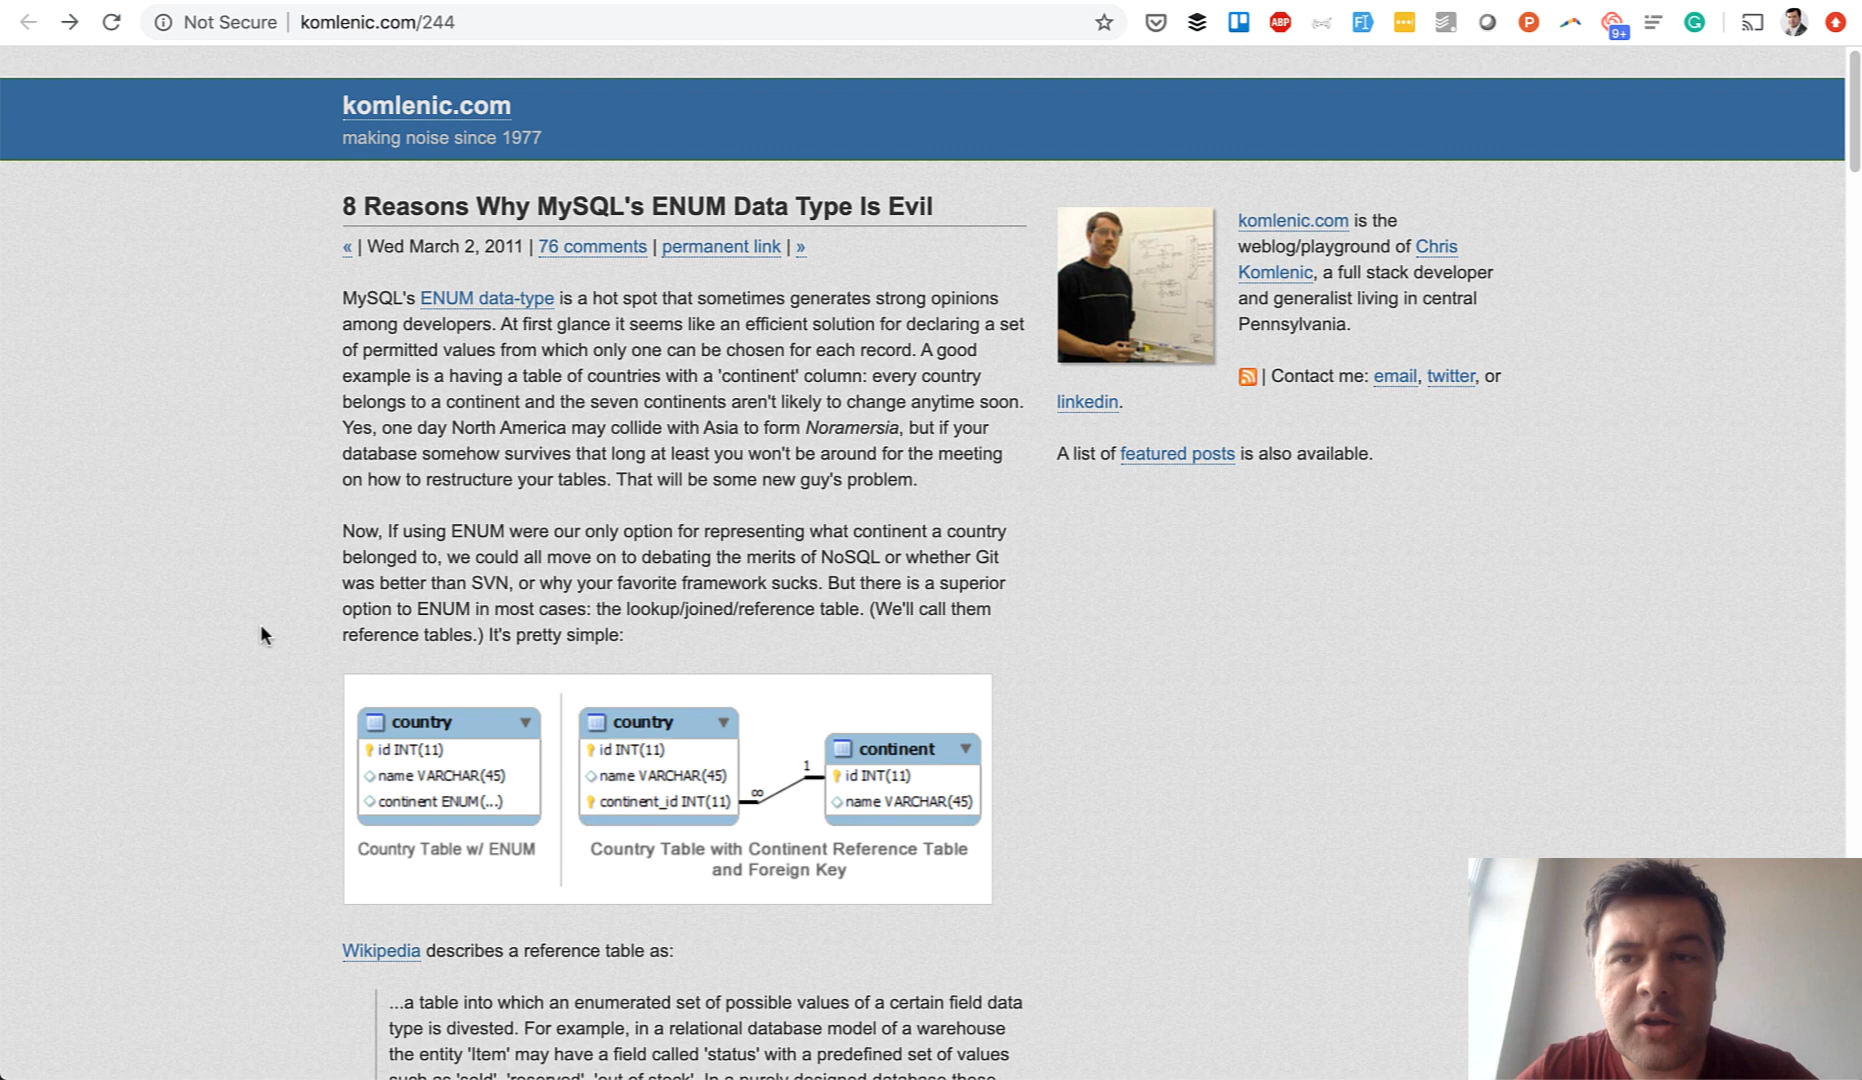 Not Secure | komlenic.com/244
ABP
9+
komlenic.com
making noise since 1977
8 Reasons Why MySQL's ENUM Data Type Is Evil
« | Wed March 2, 2011 | 76 comments | permanent link | »
MySQL's ENUM data-type is a hot spot that sometimes generates strong opinions
among developers. At first glance it seems like an efficient solution for declaring a set
of permitted values from which only one can be chosen for each record. A good
example is a having a table of countries with a 'continent' column: every country
belongs to a continent and the seven continents aren't likely to change anytime soon.
Yes, one day North America may collide with Asia to form Noramersia, but if your
database somehow survives that long at least you won't be around for the meeting
on how to restructure your tables. That will be some new guy's problem.
Now, If using ENUM were our only option for representing what continent a country
belonged to, we could all move on to debating the merits of NoSQL or whether Git
was better than SVN, or why your favorite framework sucks. But there is a superior
option to ENUM in most cases: the lookup/joined/reference table. (We'll call them
reference tables.) It's pretty simple:
country
id INT(11)
name VARCHAR(45)
continent ENUM(...)
Country Table w/ ENUM
country
id INT(11)
name VARCHAR(45)
continent_id INT(11)
∞
1
continent
id INT(11)
name VARCHAR(45)
Country Table with Continent Reference Table
and Foreign Key
Wikipedia describes a reference table as:
...a table into which an enumerated set of possible values of a certain field data
type is divested. For example, in a relational database model of a warehouse
the entity 'Item' may have a field called 'status' with a predefined set of values
such as 'sold', 'reserved', 'out of stock'. In a purely designed database these
komlenic.com is the
weblog/playground of Chris
Komlenic, a full stack developer
and generalist living in central
Pennsylvania.
| Contact me: email, twitter, or
linkedin.
A list of featured posts is also available.